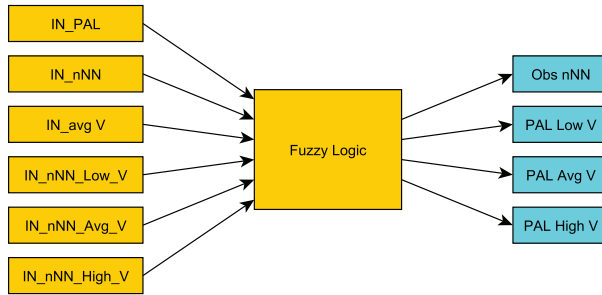 IN_PAL
IN_nNN
IN_avg V
IN_nNN_Low_V
IN_nNN_Avg_V
IN_nNN_High_V
Fuzzy Logic
Obs nNN
PAL Low V
PAL Avg V
PAL High V